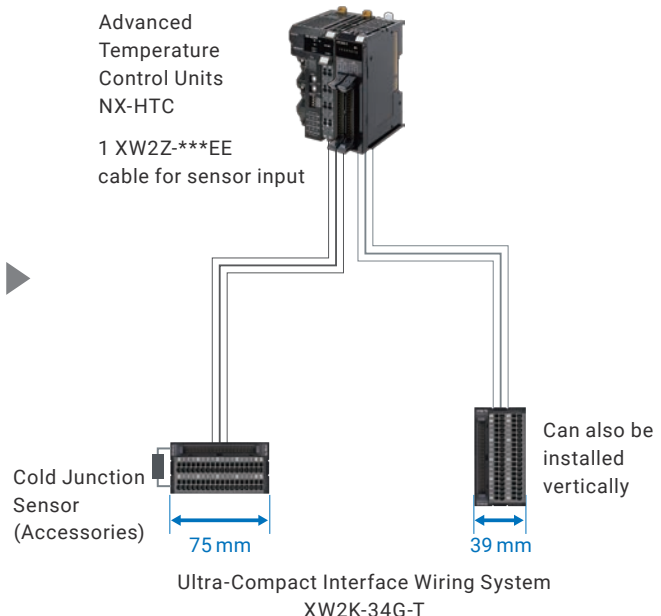 Advanced
Temperature
Control Units
NX-HTC
1 XW2Z-***EE
cable for sensor input
Cold Junction
Sensor
(Accessories)
75 mm
39 mm
Can also be
installed
vertically
Ultra-Compact Interface Wiring System
XW2K-34G-T